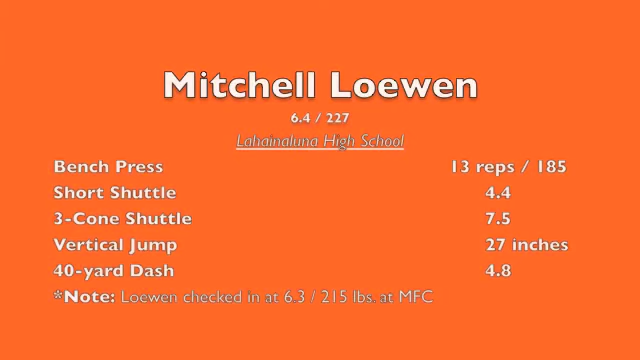 Mitchell Loewen
6.4 / 227
Lahainaluna High School
Bench Press 13 reps / 185
Short Shuttle 4.4
3-Cone Shuttle 7.5
Vertical Jump 27 inches
40-yard Dash 4.8
*Note: Loewen checked in at 6.3 / 215 lbs. at MFC